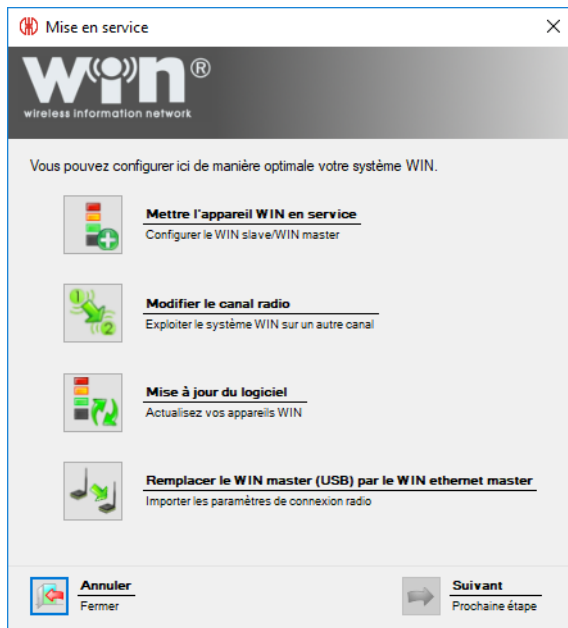 Mise en service
WIN®
wireless information network
Vous pouvez configurer ici de manière optimale votre système WIN.
Mettre l'appareil WIN en service
Configurer le WIN slave/WIN master
1
2
Modifier le canal radio
Exploiter le système WIN sur un autre canal
Mise à jour du logiciel
Actualisez vos appareils WIN
Remplacer le WIN master (USB) par le WIN ethernet master
Importer les paramètres de connexion radio
Annuler
Fermer
Suivant
Prochaine étape